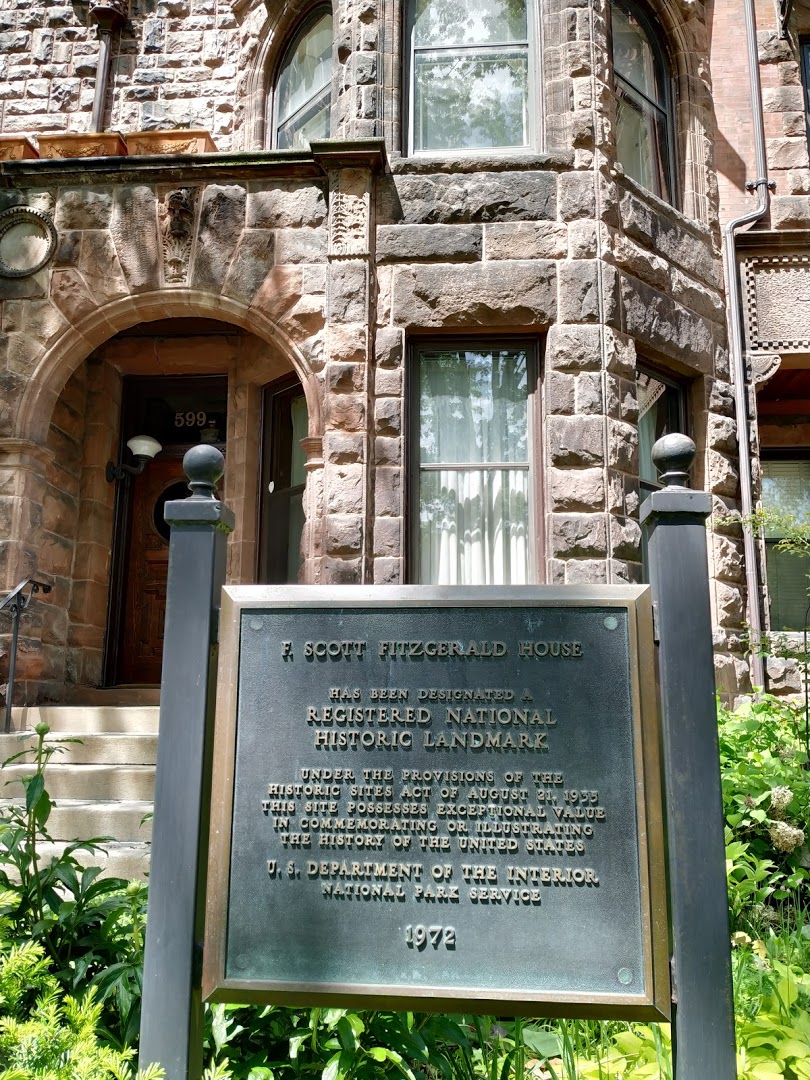 599
F. SCOTT FITZGERALD HOUSE
HAS BEEN DESIGNATED A
REGISTERED NATIONAL
HISTORIC LANDMARK
UNDER THE PROVISIONS OF THE
HISTORIC SITES ACT OF AUGUST 21, 1935
THIS SITE POSSESSES EXCEPTIONAL VALUE
IN COMMEMORATING OR ILLUSTRATING
THE HISTORY OF THE UNITED STATES
U. S. DEPARTMENT OF THE INTERIOR
NATIONAL PARK SERVICE
1972